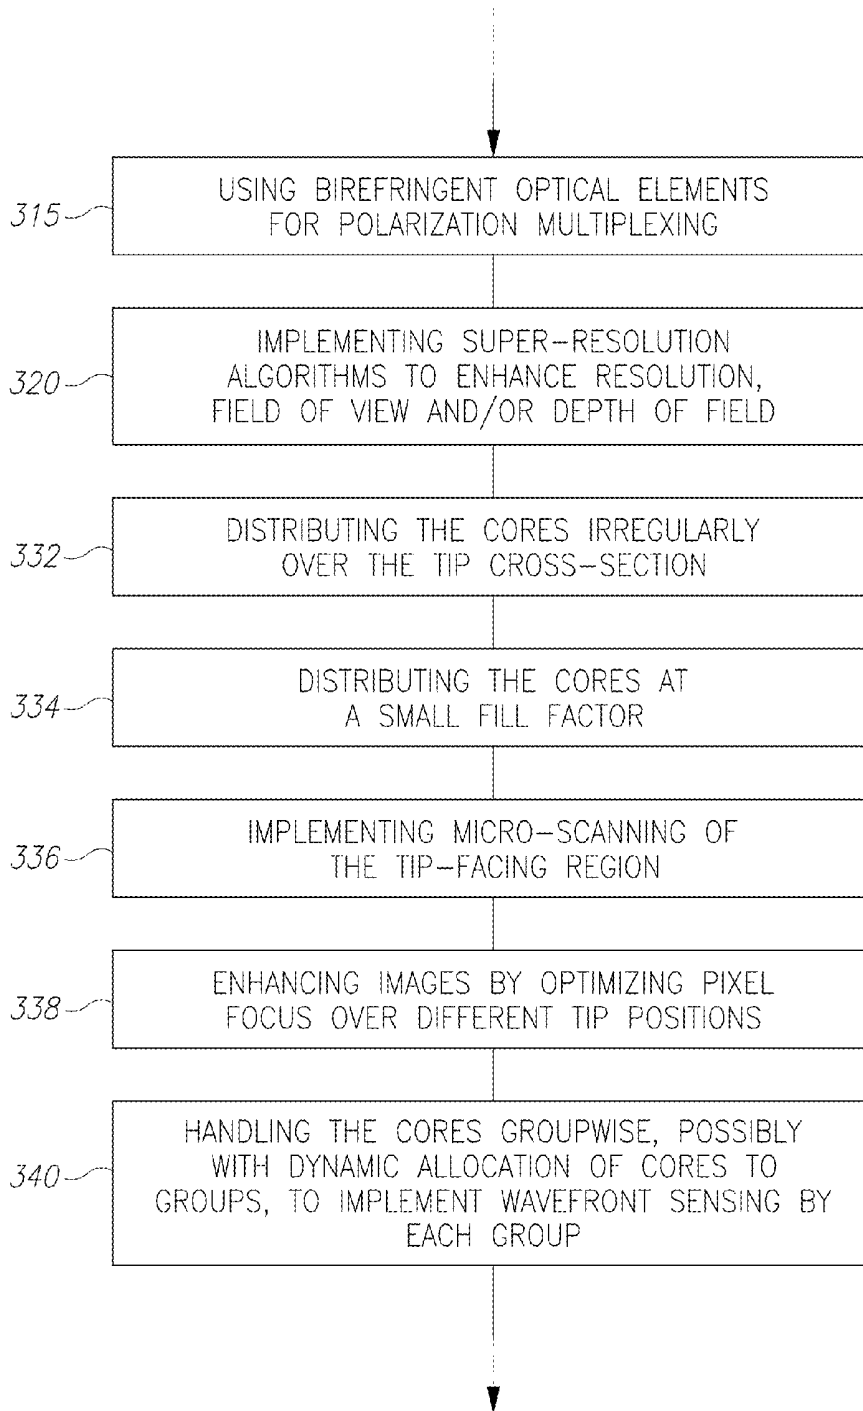 315
USING BIREFRINGENT OPTICAL ELEMENTS
FOR POLARIZATION MULTIPLEXING
320
IMPLEMENTING SUPER-RESOLUTION
ALGORITHMS TO ENHANCE RESOLUTION,
FIELD OF VIEW AND/OR DEPTH OF FIELD
332
DISTRIBUTING THE CORES IRREGULARLY
OVER THE TIP CROSS-SECTION
334
DISTRIBUTING THE CORES AT
A SMALL FILL FACTOR
336
IMPLEMENTING MICRO-SCANNING OF
THE TIP-FACING REGION
338
ENHANCING IMAGES BY OPTIMIZING PIXEL
FOCUS OVER DIFFERENT TIP POSITIONS
340
HANDLING THE CORES GROUPWISE, POSSIBLY
WITH DYNAMIC ALLOCATION OF CORES TO
GROUPS, TO IMPLEMENT WAVEFRONT SENSING BY
EACH GROUP